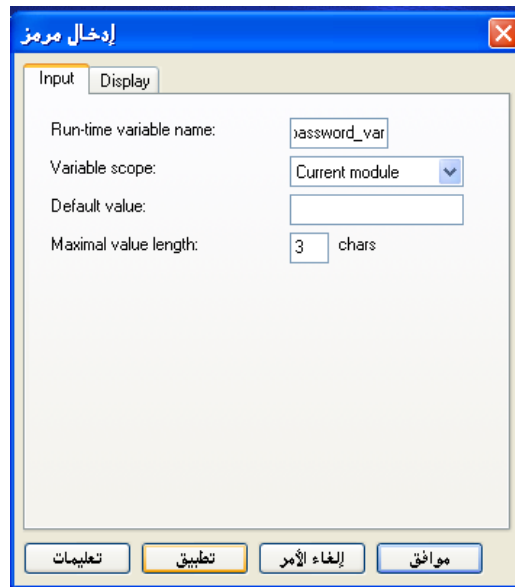 إدخال مرمز
Input Display
Run-time variable name: password_var
Variable scope: Current module
Default value:
Maximal value length: 3 chars
تعليمات تطبيق إلغاء الأمر موافق